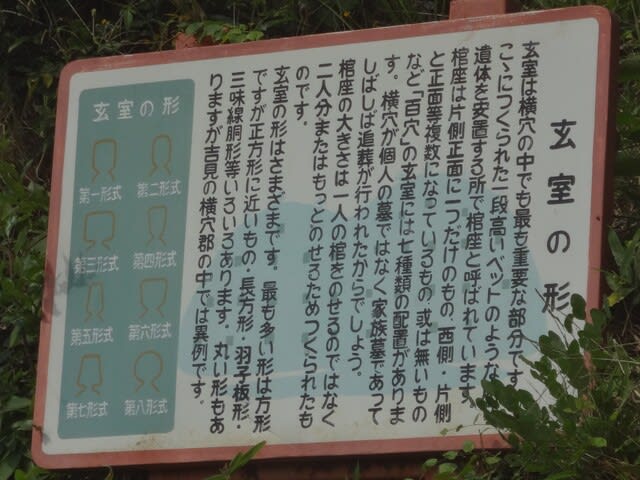 玄室の形
玄室は横穴の中でも最も重要な部分です
こゝにつくられた一段高いベットのような
遺体を安置する所で棺座と呼ばれています。
棺座は片側正面に一つだけのもの、西側・片側
と正面等複数になっているもの、或は無いもの
など「百穴」の玄室には七種類の配置がありま
す。横穴が個人の墓ではなく家族墓であって
しばしば追葬が行われたからでしょう。
棺座の大きさは一人の棺をのせるのではなく
二人分またはもっとのせるためつくられたも
のです。
玄室の形はさまざまです。最も多い形は方形
ですが正方形に近いもの・長方形・羽子板形・
三味線胴形等いろいろあります。丸い形もあ
りますが吉見の横穴郡の中では異例です。
玄室の形
第一形式
第二形式
第三形式
第四形式
第五形式
第六形式
第七形式
第八形式